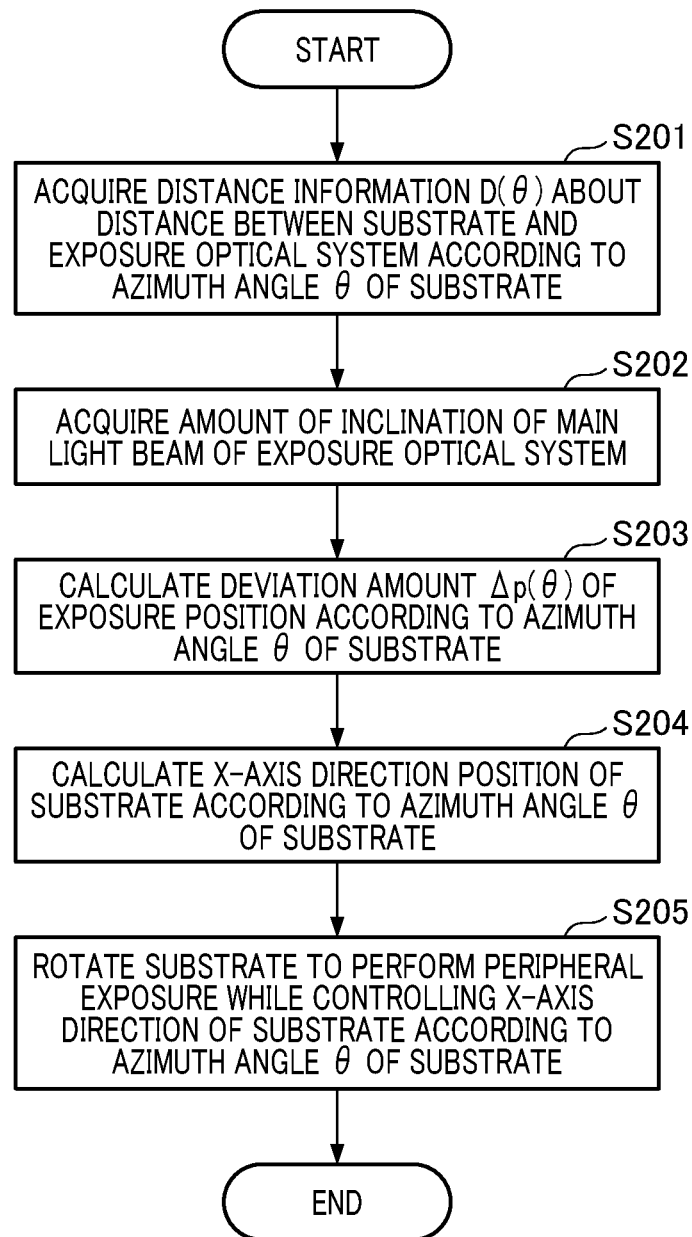 START
S201
ACQUIRE DISTANCE INFORMATION D(θ) ABOUT
DISTANCE BETWEEN SUBSTRATE AND
EXPOSURE OPTICAL SYSTEM ACCORDING TO
AZIMUTH ANGLE θ OF SUBSTRATE
S202
ACQUIRE AMOUNT OF INCLINATION OF MAIN
LIGHT BEAM OF EXPOSURE OPTICAL SYSTEM
S203
CALCULATE DEVIATION AMOUNT Δp(θ) OF
EXPOSURE POSITION ACCORDING TO AZIMUTH
ANGLE θ OF SUBSTRATE
S204
CALCULATE X-AXIS DIRECTION POSITION OF
SUBSTRATE ACCORDING TO AZIMUTH ANGLE θ
OF SUBSTRATE
S205
ROTATE SUBSTRATE TO PERFORM PERIPHERAL
EXPOSURE WHILE CONTROLLING X-AXIS
DIRECTION OF SUBSTRATE ACCORDING TO
AZIMUTH ANGLE θ OF SUBSTRATE
END